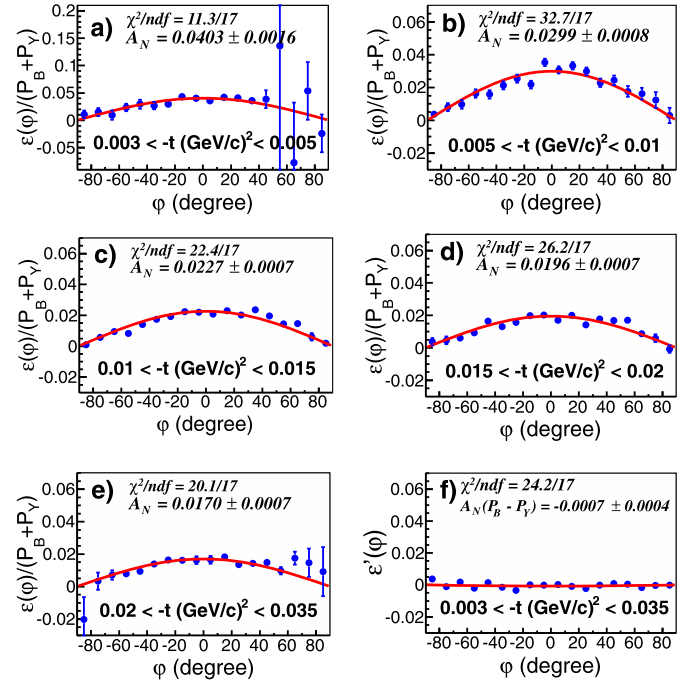 a)
χ²/ndf = 11.3/17
A_N = 0.0403 ± 0.0016
0.2
0.15
0.1
0.05
0
-0.05
ε(φ)/(P_B+P_Y)
0.003 < -t (GeV/c)² < 0.005
-80 -60 -40 -20 0 20 40 60 80
φ (degree)
b)
χ²/ndf = 32.7/17
A_N = 0.0299 ± 0.0008
0.06
0.04
0.02
0
-0.02
ε(φ)/(P_B+P_Y)
0.005 < -t (GeV/c)² < 0.01
-80 -60 -40 -20 0 20 40 60 80
φ (degree)
c)
χ²/ndf = 22.4/17
A_N = 0.0227 ± 0.0007
0.06
0.04
0.02
0
-0.02
ε(φ)/(P_B+P_Y)
0.01 < -t (GeV/c)² < 0.015
-80 -60 -40 -20 0 20 40 60 80
φ (degree)
d)
χ²/ndf = 26.2/17
A_N = 0.0196 ± 0.0007
0.06
0.04
0.02
0
-0.02
ε(φ)/(P_B+P_Y)
0.015 < -t (GeV/c)² < 0.02
-80 -60 -40 -20 0 20 40 60 80
φ (degree)
e)
χ²/ndf = 20.1/17
A_N = 0.0170 ± 0.0007
0.06
0.04
0.02
0
-0.02
ε(φ)/(P_B+P_Y)
0.02 < -t (GeV/c)² < 0.035
-80 -60 -40 -20 0 20 40 60 80
φ (degree)
f)
χ²/ndf = 24.2/17
A_N(P_B - P_Y) = -0.0007 ± 0.0004
0.06
0.04
0.02
0
-0.02
ε'(φ)
0.003 < -t (GeV/c)² < 0.035
-80 -60 -40 -20 0 20 40 60 80
φ (degree)